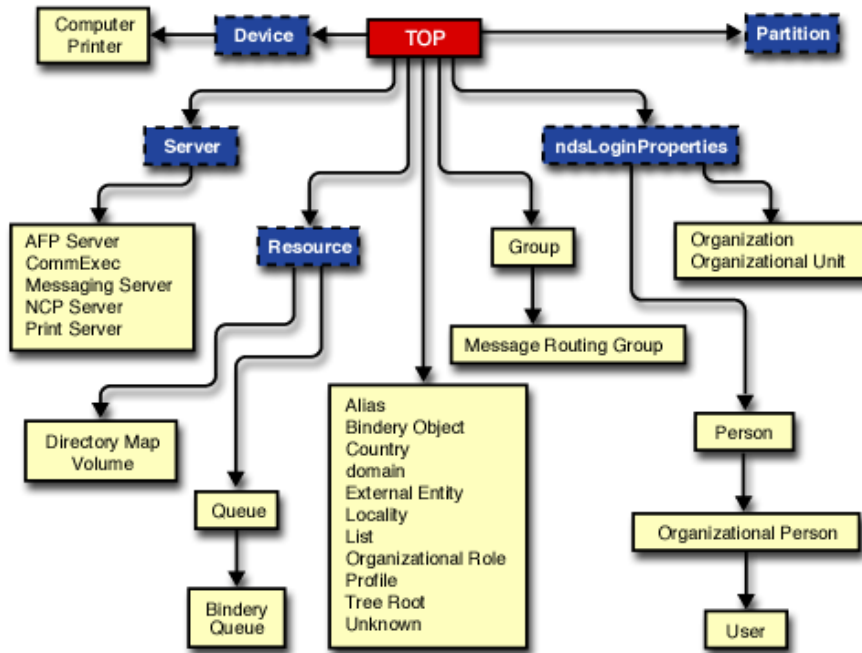 Computer
Printer
Device
TOP
Partition
Server
ndsLoginProperties
AFP Server
CommExec
Messaging Server
NCP Server
Print Server
Resource
Group
Organization
Organizational Unit
Message Routing Group
Directory Map
Volume
Alias
Bindery Object
Country
domain
External Entity
Locality
List
Organizational Role
Profile
Tree Root
Unknown
Person
Queue
Organizational Person
Bindery
Queue
User